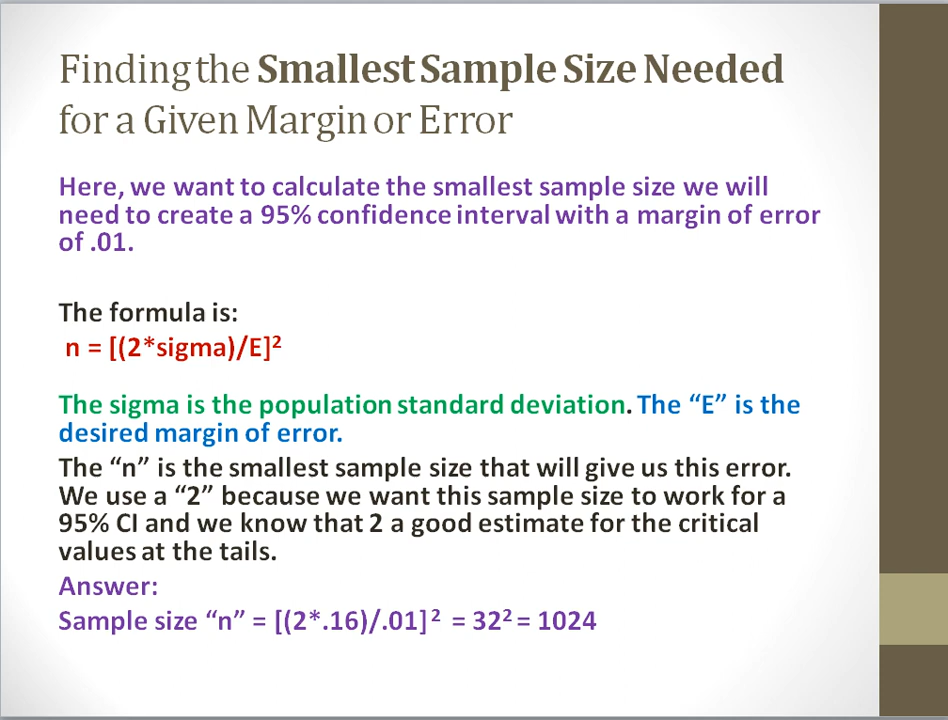 Finding the Smallest Sample Size Needed
for a Given Margin or Error
Here, we want to calculate the smallest sample size we will
need to create a 95% confidence interval with a margin of error
of .01.
The formula is:
n = [(2*sigma)/E]²
The sigma is the population standard deviation. The “E” is the
desired margin of error.
The “n” is the smallest sample size that will give us this error.
We use a “2” because we want this sample size to work for a
95% CI and we know that 2 a good estimate for the critical
values at the tails.
Answer:
Sample size “n” = [(2*.16)/.01]² = 32² = 1024